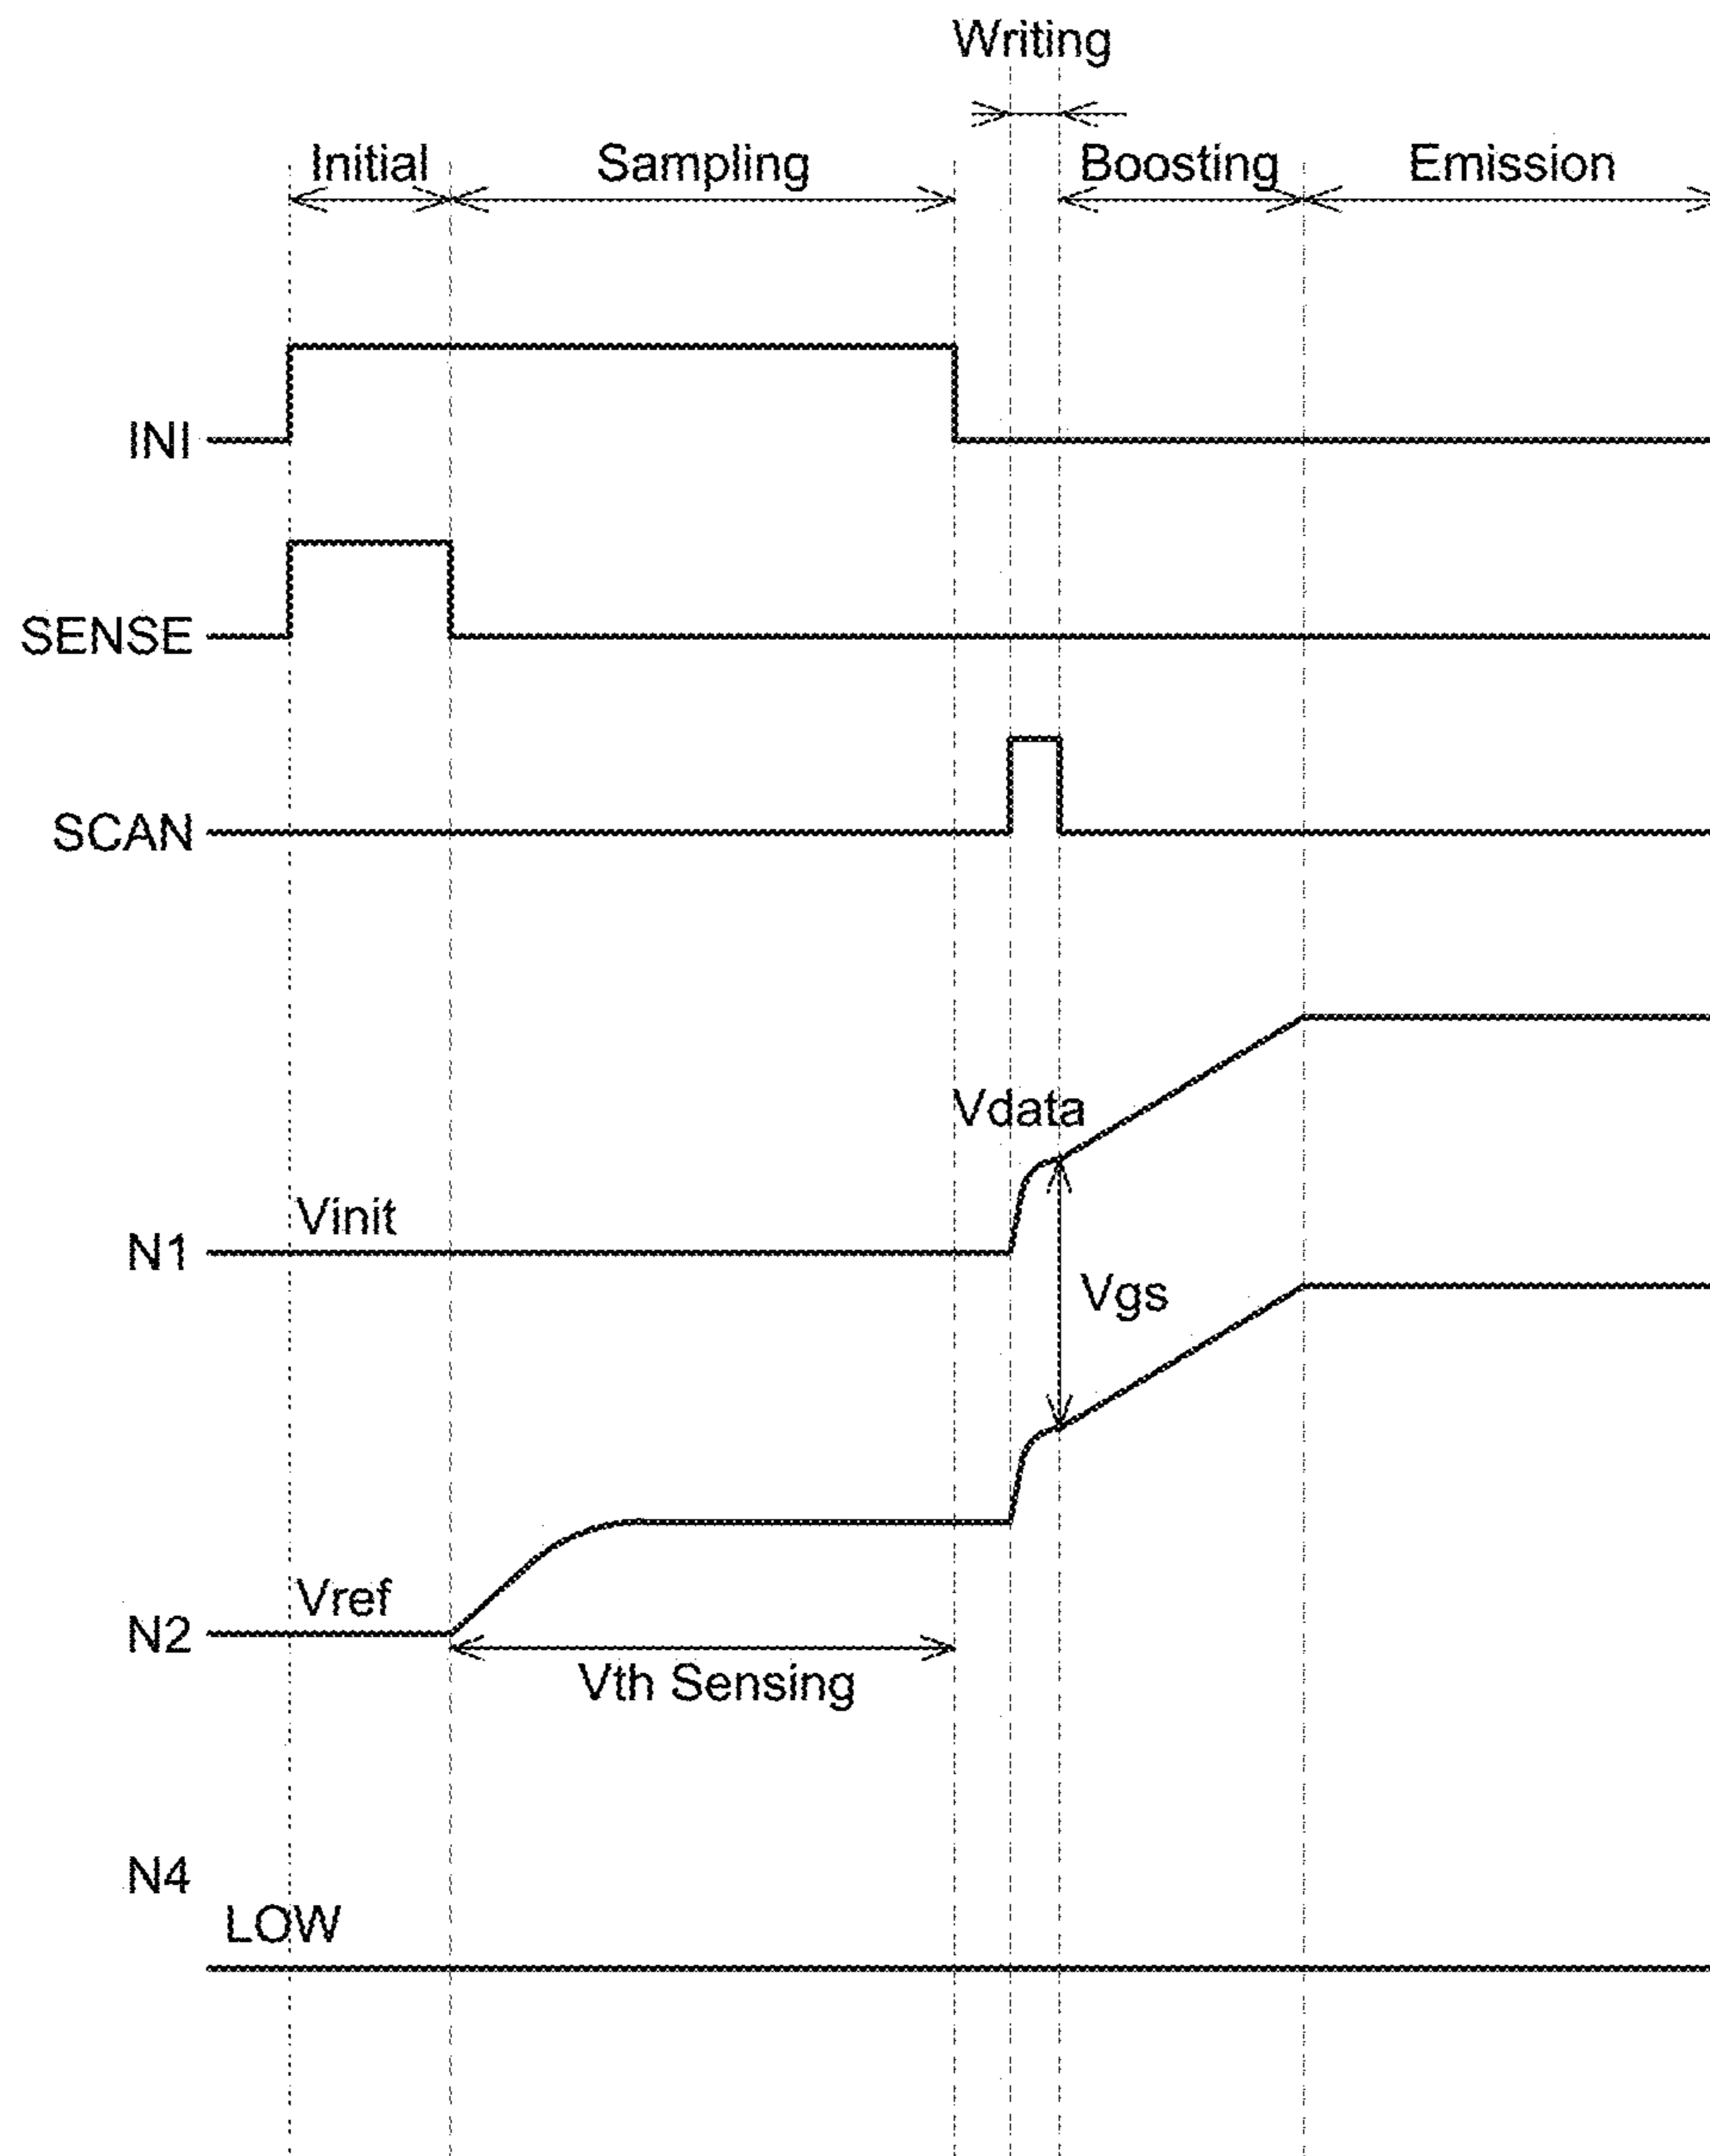 Writing
Initial
Sampling
Boosting
Emission
INI
SENSE
SCAN
Vdata
Vinit
N1
Vgs
Vref
N2
Vth Sensing
N4
LOW